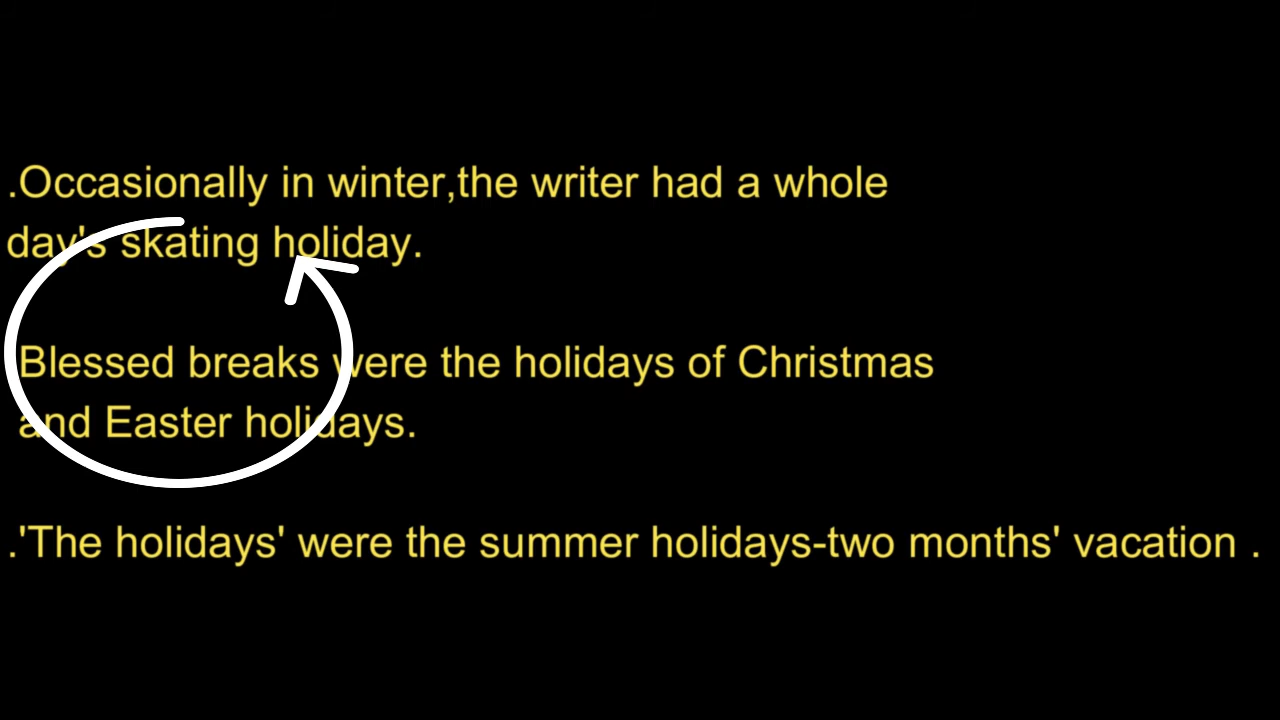 .Occasionally in winter,the writer had a whole
day's skating holiday.
Blessed breaks were the holidays of Christmas
and Easter holidays.
.'The holidays' were the summer holidays-two months' vacation .